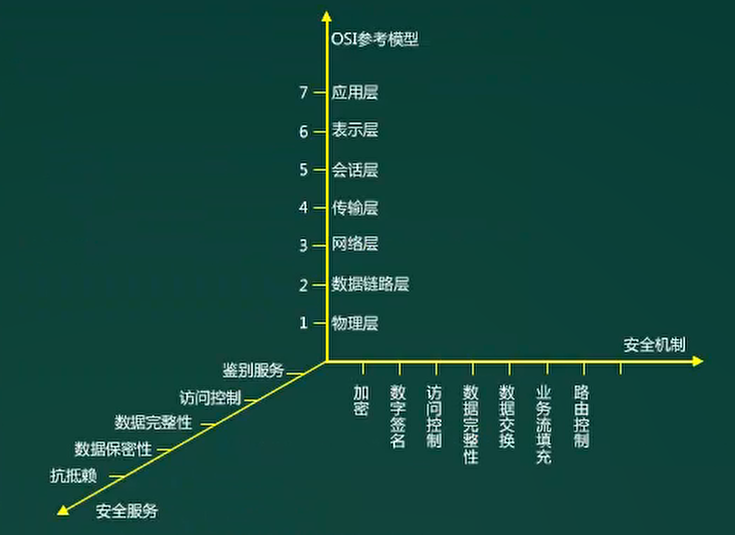 OSI参考模型
7 应用层
6 表示层
5 会话层
4 传输层
3 网络层
2 数据链路层
1 物理层
安全机制
加密
数字签名
访问控制
数据完整性
数据交换
业务流填充
路由控制
鉴别服务
访问控制
数据完整性
数据保密性
抗抵赖
安全服务